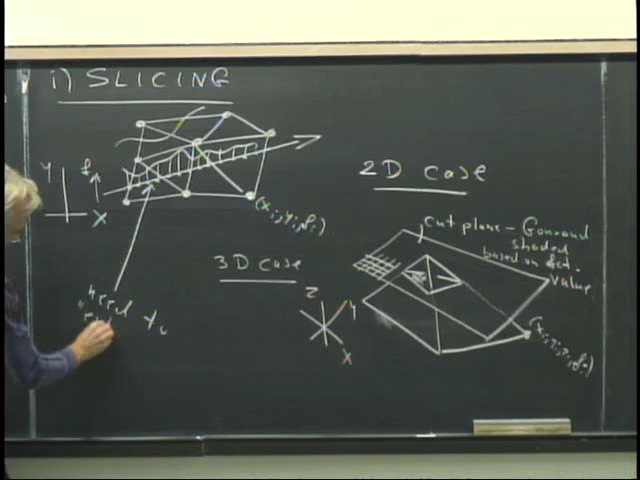 i) SLICING
2D case
Y f
X
(xi, yi, fi)
cut plane - Gouraud
shaded
based on
value
3D case
Z
Y
X
(xi, yi, zi, fi)